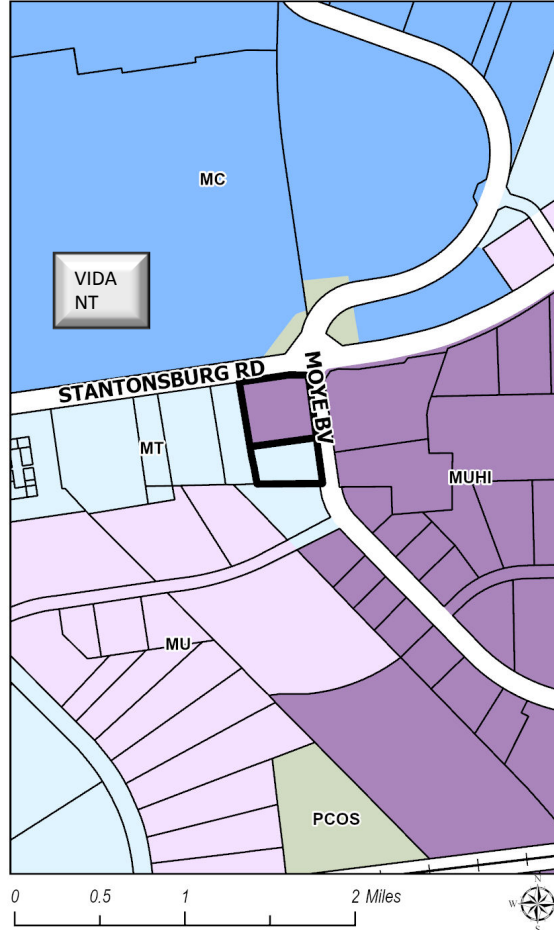 MC
VIDA
NT
STANTONSBURG RD
MOYE BV
MT
MUHI
MU
PCOS
0 0.5 1 2 Miles
N
W